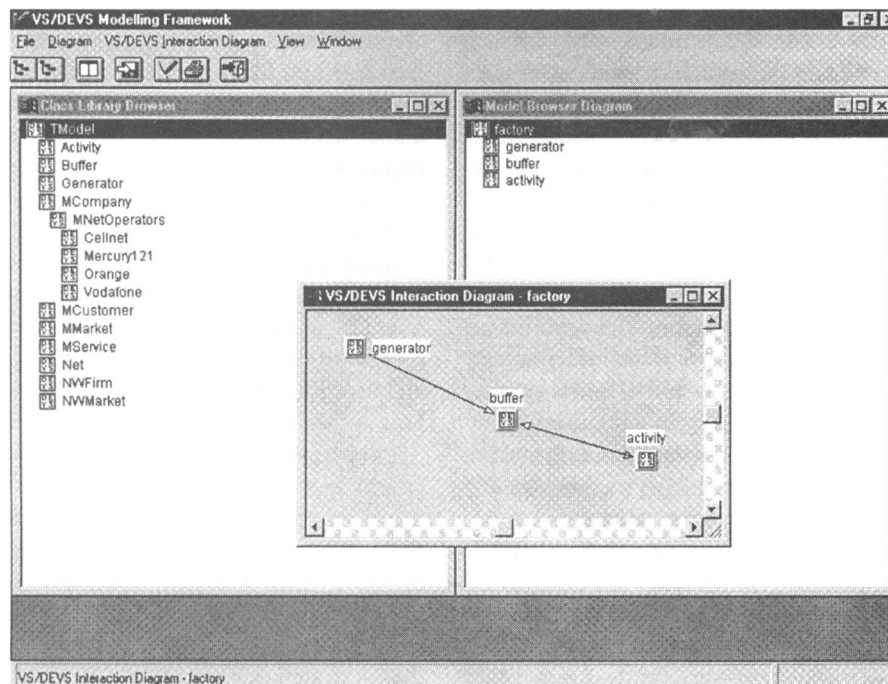 VS/DEVS Modelling Framework
File Diagram VS/DEVS Interaction Diagram View Window
Class Library Browser
TModel
Activity
Buffer
Generator
MCompany
MNetOperators
Cellnet
Mercury121
Orange
Vodafone
MCustomer
MMarket
MService
Net
NWFirm
NWMarket
Model Browser Diagram
factory
generator
buffer
activity
VS/DEVS Interaction Diagram - factory
generator
buffer
activity
VS/DEVS Interaction Diagram - factory